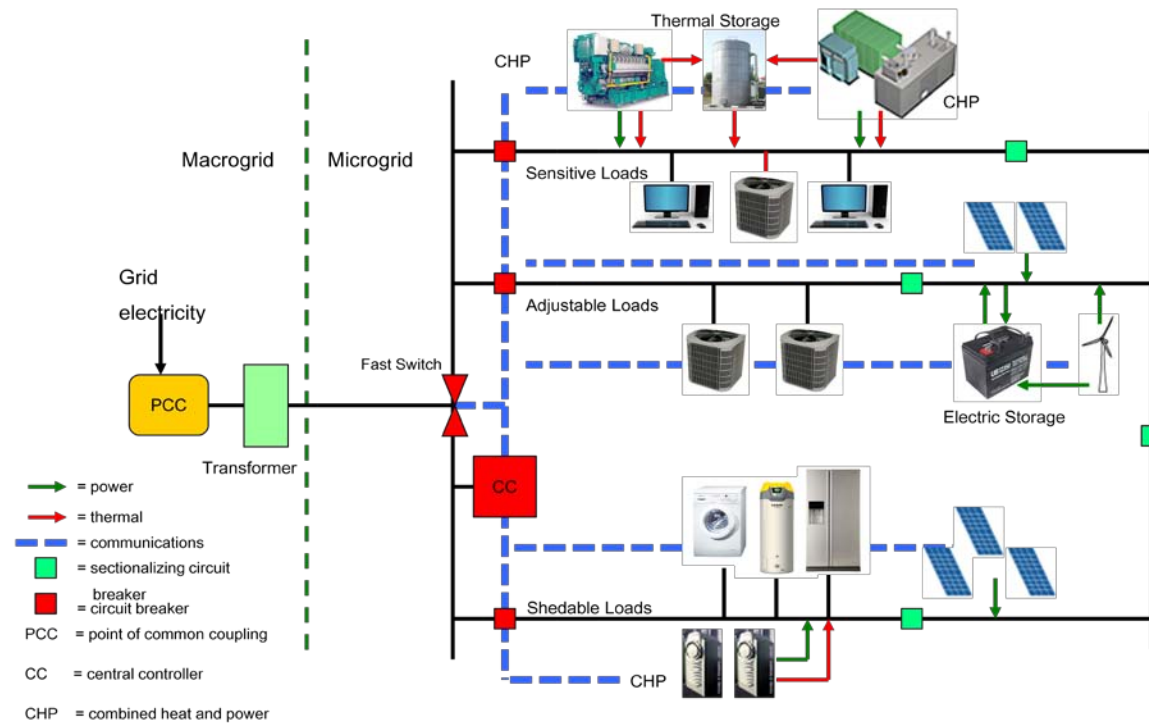 Thermal Storage
CHP
CHP
Macrogrid
Microgrid
Sensitive Loads
Grid
electricity
Adjustable Loads
Fast Switch
PCC
Electric Storage
Transformer
CC
= power
= thermal
= communications
= sectionalizing circuit
breaker
= circuit breaker
Shedable Loads
PCC = point of common coupling
CC = central controller
CHP
CHP = combined heat and power